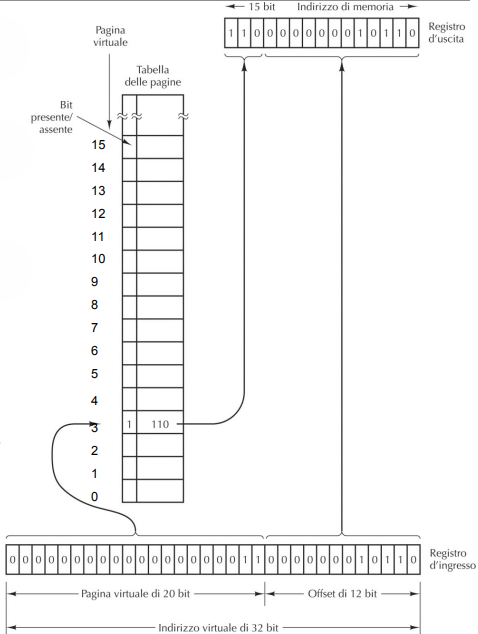 15 bit Indirizzo di memoria
1 1 0 0 0 0 0 0 0 0 1 0 1 1 0
Registro
d'uscita
Pagina
virtuale
Tabella
delle pagine
Bit
presente/
assente
15
14
13
12
11
10
9
8
7
6
5
4
3 1 110
2
1
0
0 0 0 0 0 0 0 0 0 0 0 0 0 0 0 0 0 0 1 1 0 0 0 0 0 0 0 1 0 1 1 0
Registro
d'ingresso
Pagina virtuale di 20 bit Offset di 12 bit
Indirizzo virtuale di 32 bit